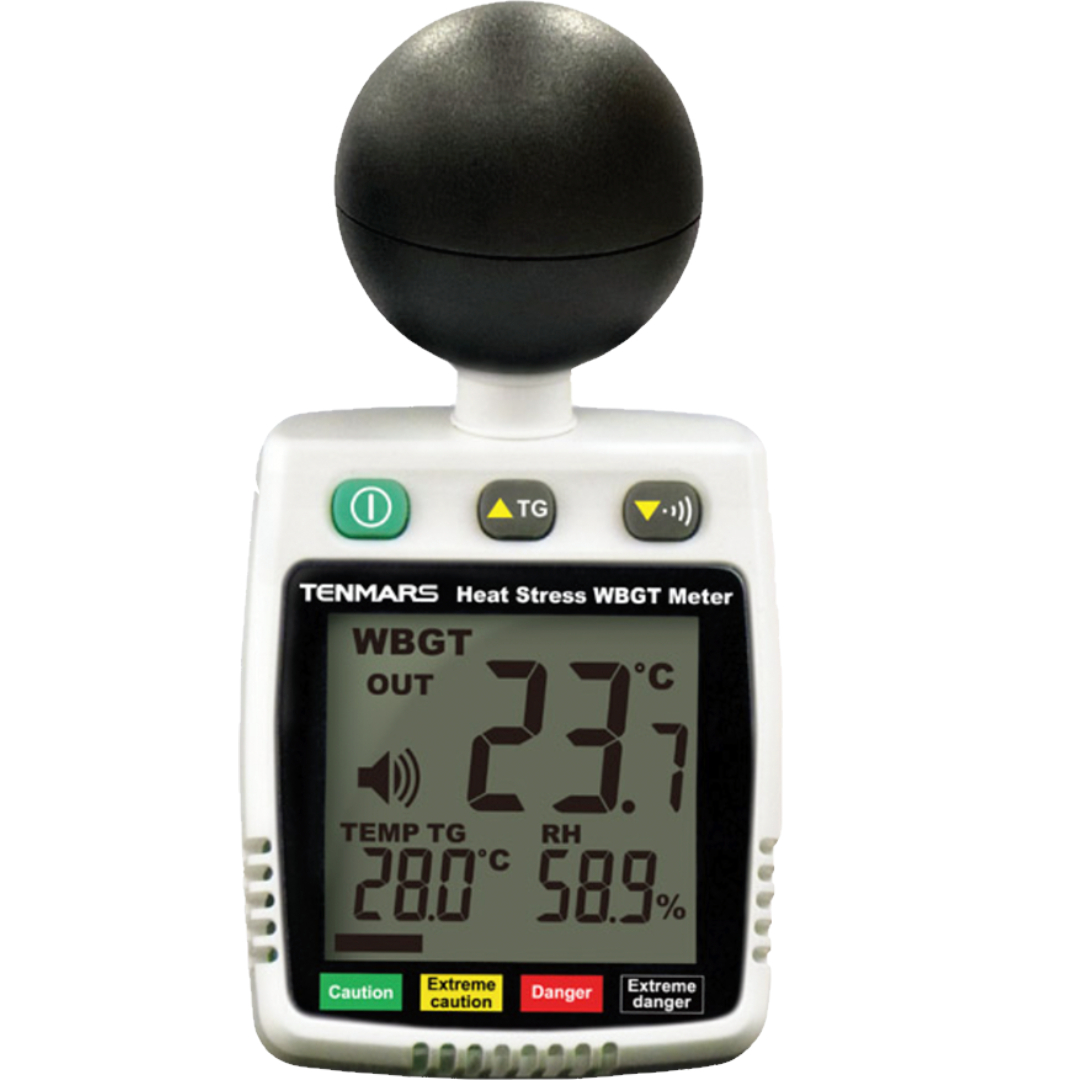 TG
TENMARS Heat Stress WBGT Meter
WBGT
OUT
23.7 °C
TEMP TG RH
28.0 °C 58.9 %
Caution Extreme caution Danger Extreme danger